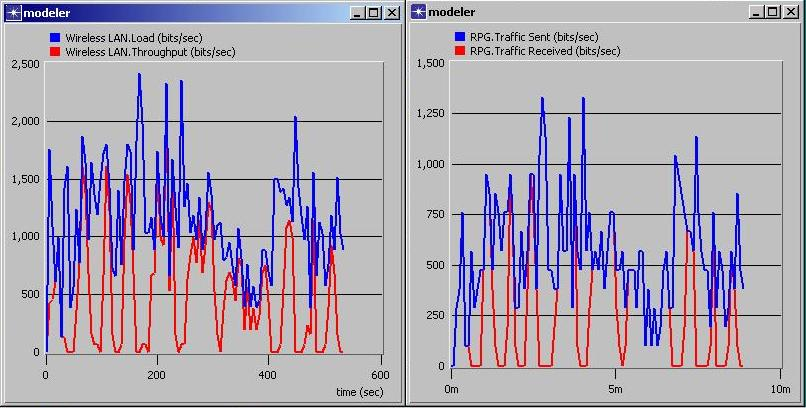 modeler
Wireless LAN.Load (bits/sec)
Wireless LAN.Throughput (bits/sec)
2,500
2,000
1,500
1,000
500
0
0 200 400 600
time (sec)
modeler
RPG.Traffic Sent (bits/sec)
RPG.Traffic Received (bits/sec)
1,500
1,250
1,000
750
500
250
0
0m 5m 10m